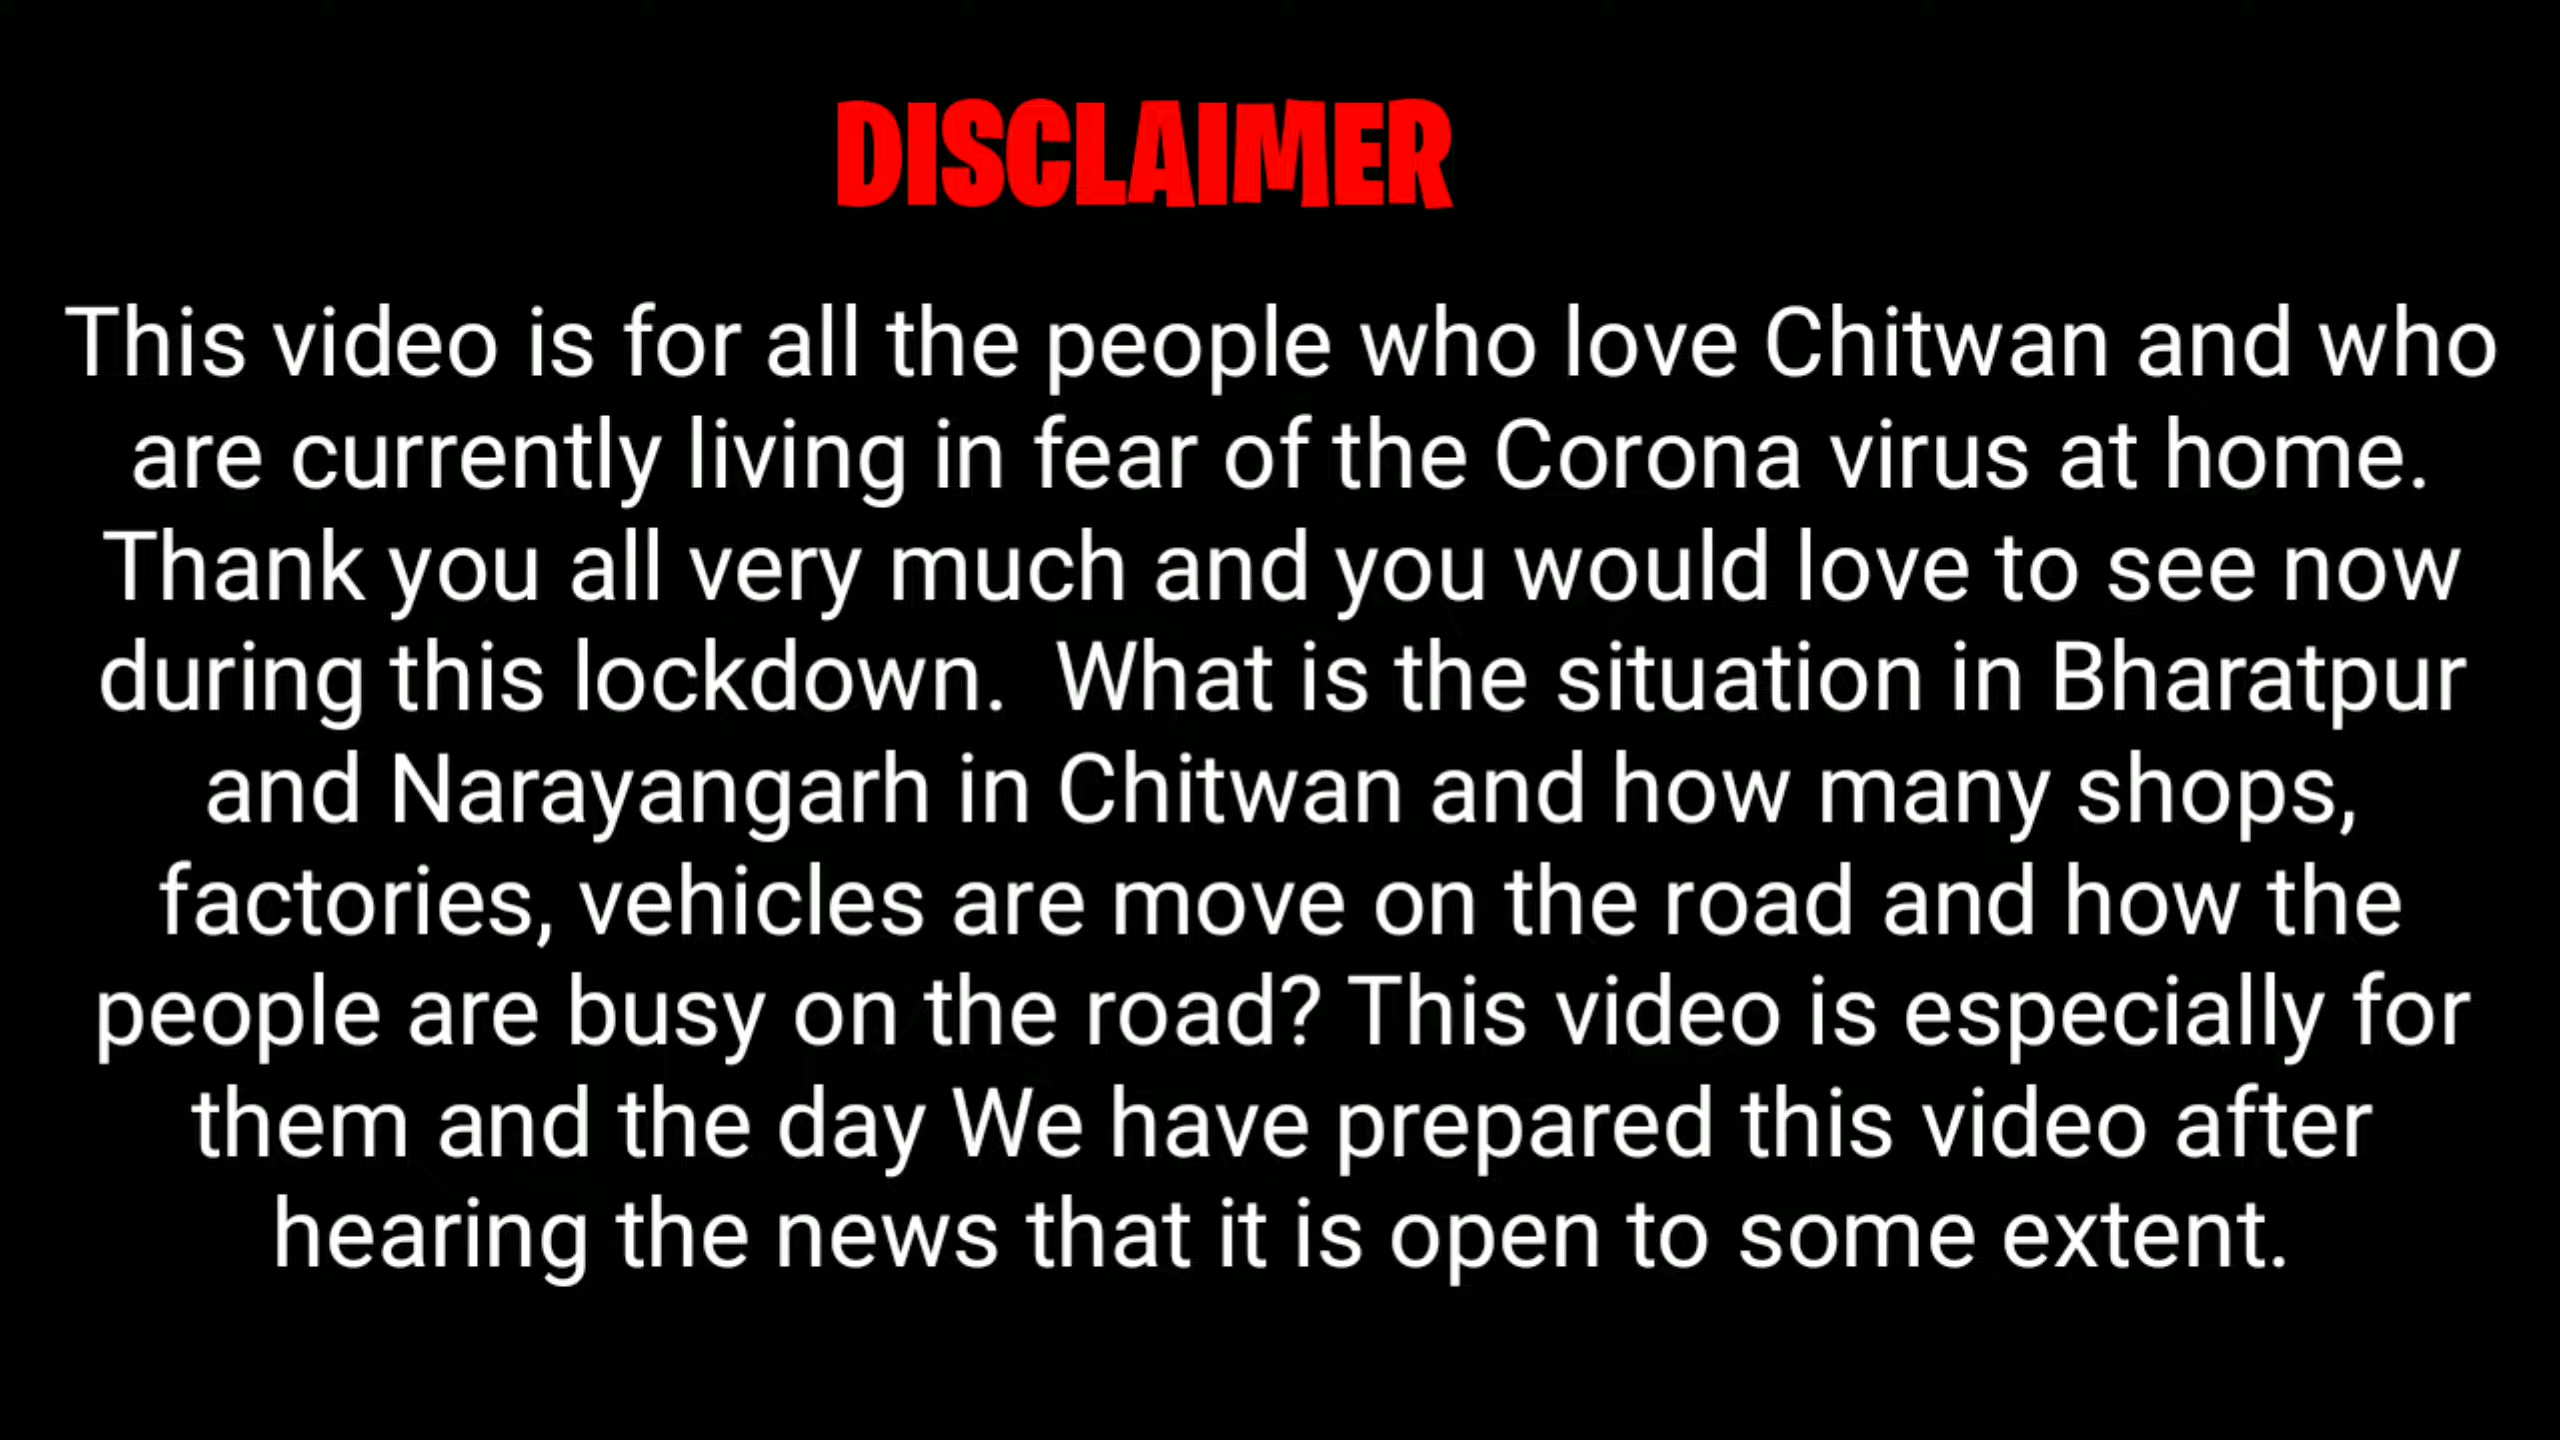 DISCLAIMER
This video is for all the people who love Chitwan and who
are currently living in fear of the Corona virus at home.
Thank you all very much and you would love to see now
during this lockdown.  What is the situation in Bharatpur
and Narayangarh in Chitwan and how many shops,
factories, vehicles are move on the road and how the
people are busy on the road? This video is especially for
them and the day We have prepared this video after
hearing the news that it is open to some extent.